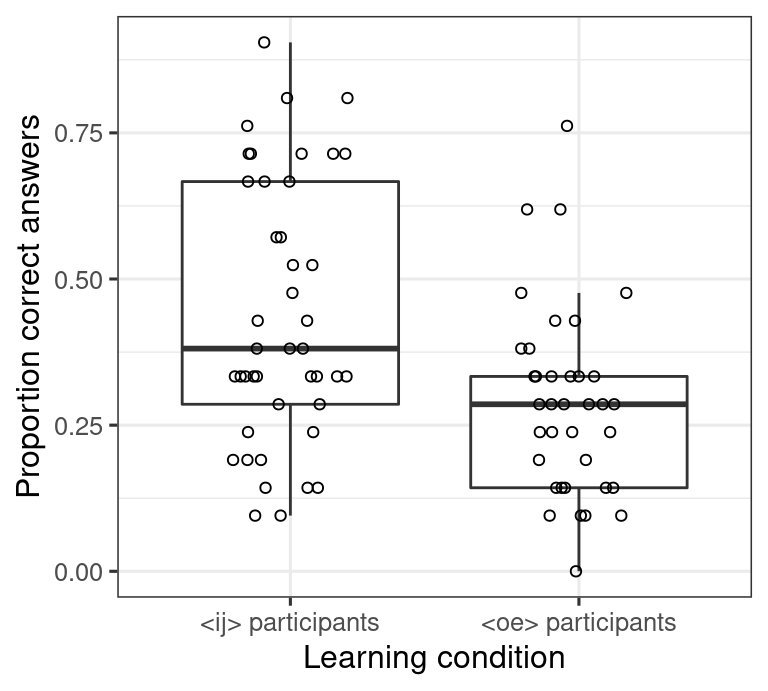 Proportion correct answers
0.75
0.50
0.25
0.00
<ij> participants
<oe> participants
Learning condition